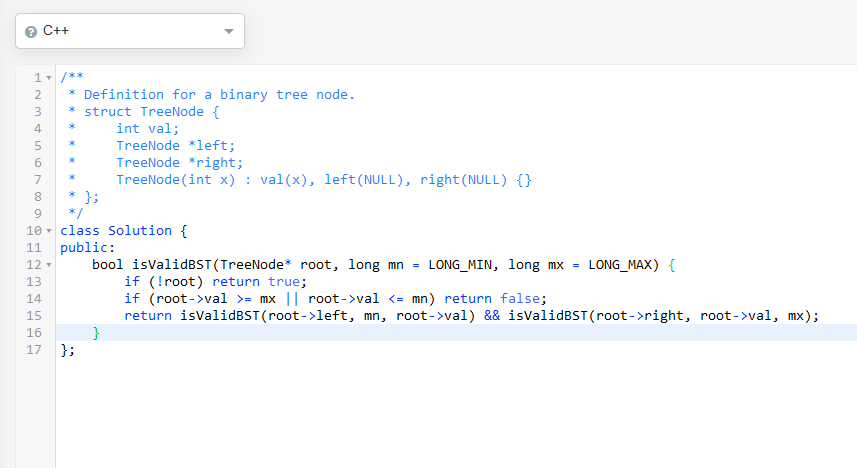 ? C++
1 /**
2  * Definition for a binary tree node.
3  * struct TreeNode {
4  *     int val;
5  *     TreeNode *left;
6  *     TreeNode *right;
7  *     TreeNode(int x) : val(x), left(NULL), right(NULL) {}
8  * };
9  */
10 class Solution {
11 public:
12     bool isValidBST(TreeNode* root, long mn = LONG_MIN, long mx = LONG_MAX) {
13         if (!root) return true;
14         if (root->val >= mx || root->val <= mn) return false;
15         return isValidBST(root->left, mn, root->val) && isValidBST(root->right, root->val, mx);
16     }
17 };